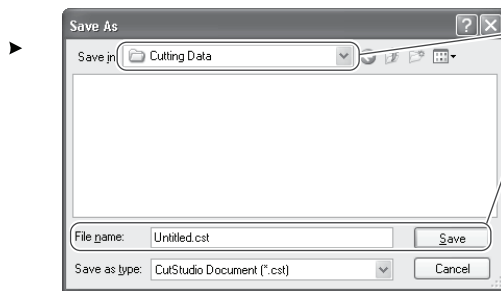 Save As
Save in: Cutting Data
File name: Untitled.cst Save
Save as type: CutStudio Document (*.cst) Cancel